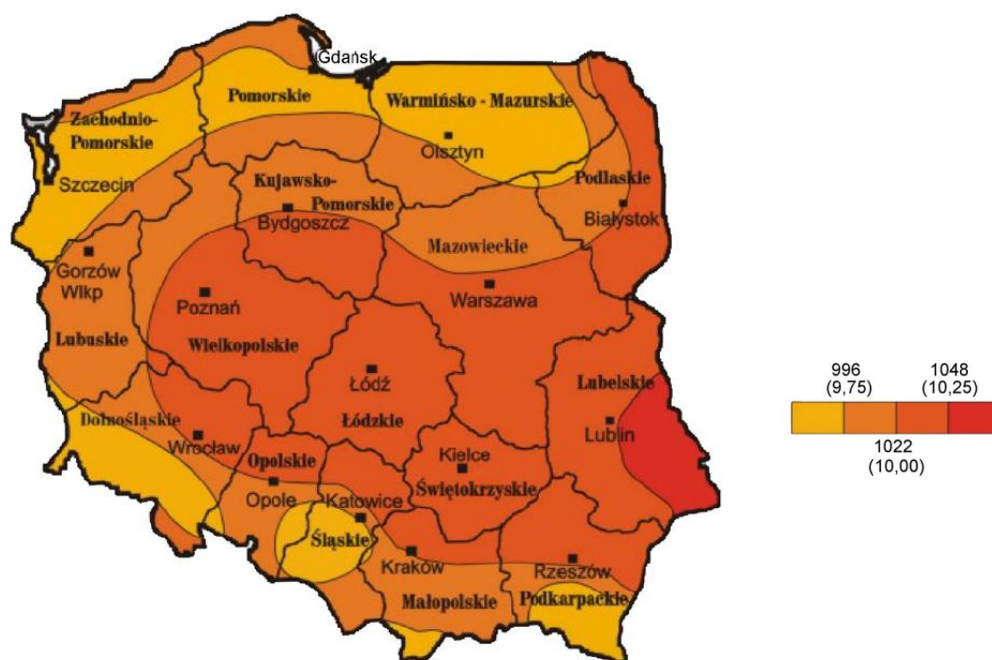 Gdańsk
Pomorskie
Warmińsko - Mazurskie
Zachodnio-
Pomorskie
Olsztyn
Szczecin
Podlaskie
Kujawsko-
Pomorskie
Białystok
Bydgoszcz
Mazowieckie
Gorzów
Wlkp
Warszawa
Poznań
Lubuskie
Wielkopolskie
996
(9,75)
1048
(10,25)
Łódź
Lubelskie
Dolnośląskie
Łódzkie
Lublin
Wrocław
1022
(10,00)
Kielce
Opolskie
Świętokrzyskie
Opole
Katowice
Śląskie
Kraków
Rzeszów
Małopolskie
Podkarpackie